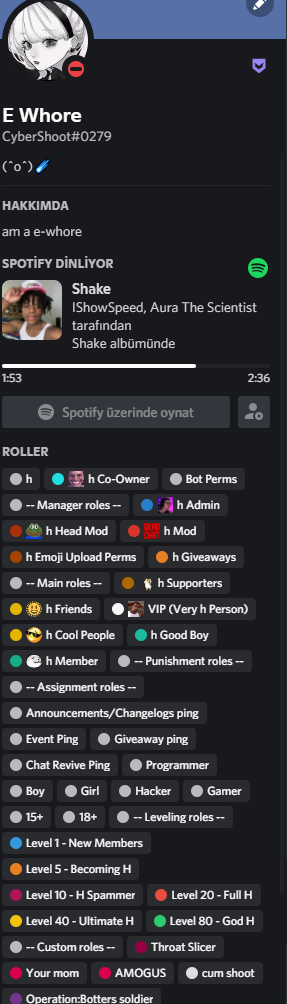 E Whore
CyberShoot#0279
(ˆoˆ)
HAKKIMDA
am a e-whore
SPOTİFY DİNLİYOR
Shake
IShowSpeed, Aura The Scientist
tarafından
Shake albümünde
1:53 2:36
Spotify üzerinde oynat
ROLLER
h h Co-Owner Bot Perms
-- Manager roles -- h Admin
h Head Mod DEAD CHAT h Mod
h Emoji Upload Perms h Giveaways
-- Main roles -- h Supporters
h Friends VIP (Very h Person)
h Cool People h Good Boy
h Member -- Punishment roles --
-- Assignment roles --
Announcements/Changelogs ping
Event Ping Giveaway ping
Chat Revive Ping Programmer
Boy Girl Hacker Gamer
15+ 18+ -- Leveling roles --
Level 1 - New Members
Level 5 - Becoming H
Level 10 - H Spammer Level 20 - Full H
Level 40 - Ultimate H Level 80 - God H
-- Custom roles -- Throat Slicer
Your mom AMOGUS cum shoot
Operation:Botters soldier